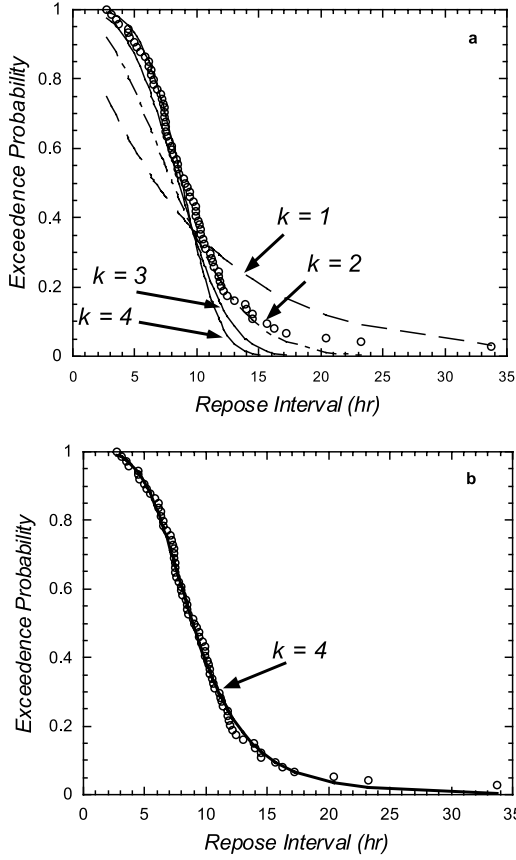 1
a
0.8
Exceedence Probability
0.6
0.4
k = 1
k = 2
k = 3
0.2
k = 4
0
0 5 10 15 20 25 30 35
Repose Interval (hr)
1
b
0.8
Exceedence Probability
0.6
0.4
k = 4
0.2
0
0 5 10 15 20 25 30 35
Repose Interval (hr)